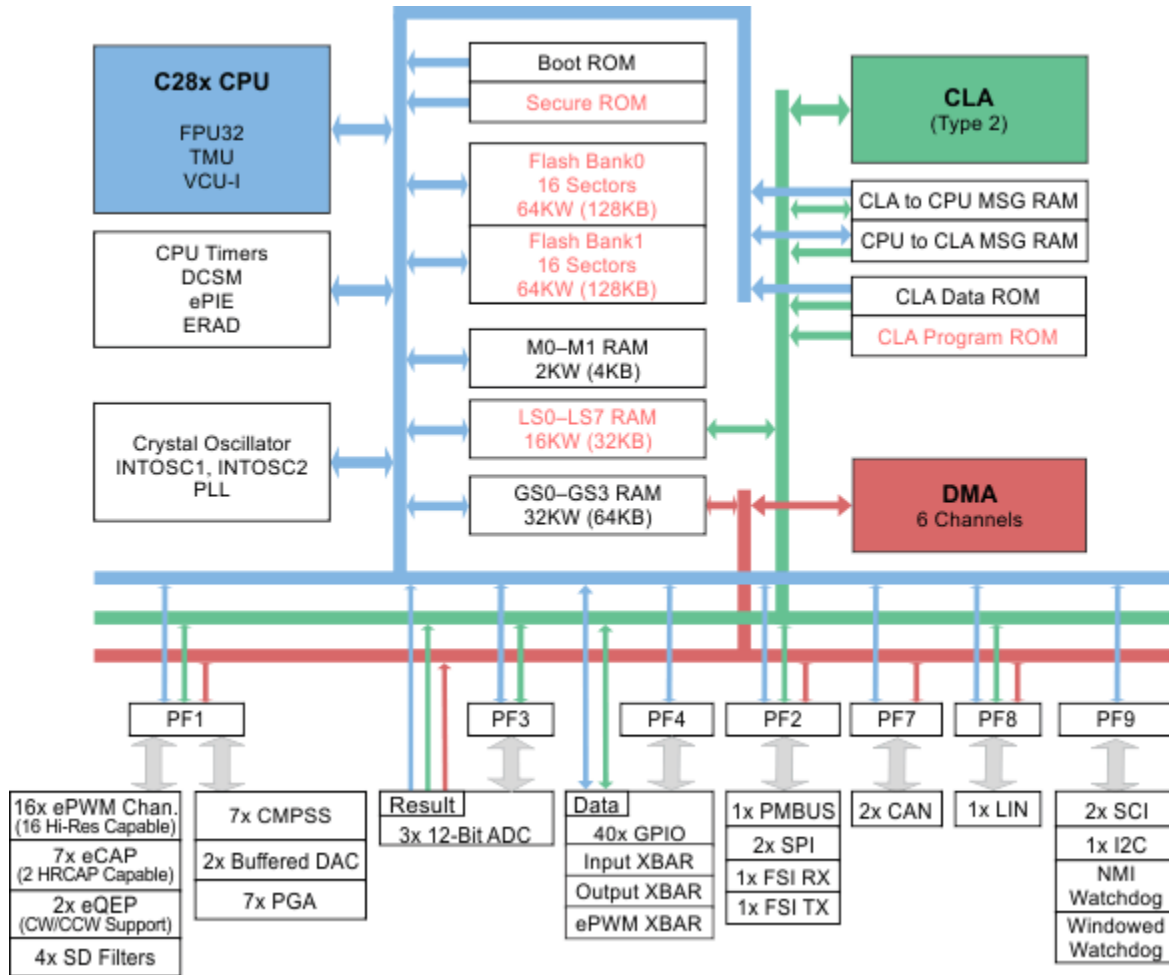 C28x CPU
FPU32
TMU
VCU-I
CPU Timers
DCSM
ePIE
ERAD
Crystal Oscillator
INTOSC1, INTOSC2
PLL
Boot ROM
Secure ROM
Flash Bank0
16 Sectors
64KW (128KB)
Flash Bank1
16 Sectors
64KW (128KB)
M0–M1 RAM
2KW (4KB)
LS0–LS7 RAM
16KW (32KB)
GS0–GS3 RAM
32KW (64KB)
CLA
(Type 2)
CLA to CPU MSG RAM
CPU to CLA MSG RAM
CLA Data ROM
CLA Program ROM
DMA
6 Channels
PF1
PF3
PF4
PF2
PF7
PF8
PF9
16x ePWM Chan.
(16 Hi-Res Capable)
7x eCAP
(2 HRCAP Capable)
2x eQEP
(CW/CCW Support)
4x SD Filters
7x CMPSS
2x Buffered DAC
7x PGA
Result
3x 12-Bit ADC
Data
40x GPIO
Input XBAR
Output XBAR
ePWM XBAR
1x PMBUS
2x SPI
1x FSI RX
1x FSI TX
2x CAN
1x LIN
2x SCI
1x I2C
NMI
Watchdog
Windowed
Watchdog